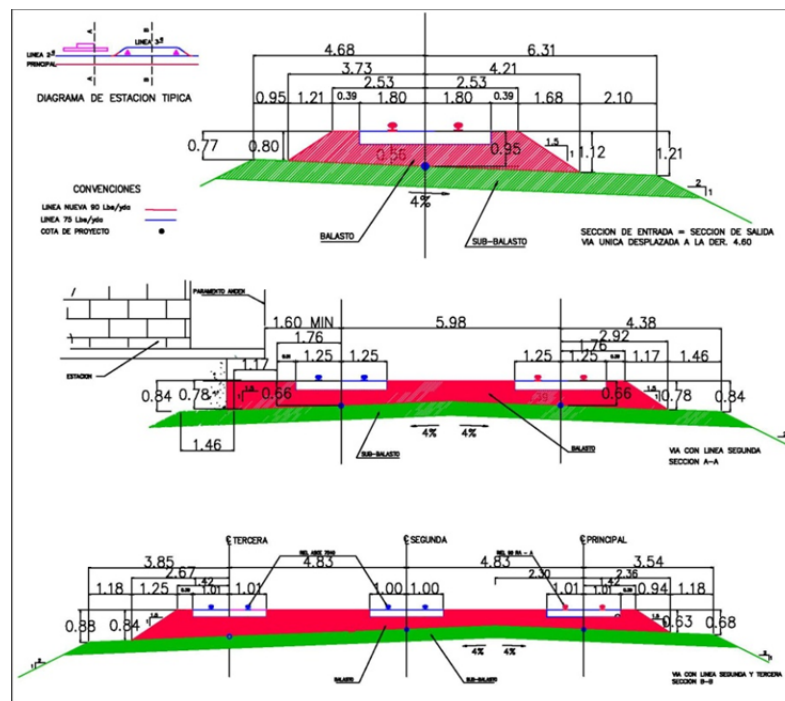 LINEA 3ª
LINEA 2ª
PRINCIPAL
A
B
A
B
DIAGRAMA DE ESTACION TIPICA
4.68
6.31
3.73
4.21
2.53
2.53
0.95
1.21
0.39
1.80
1.80
0.39
1.68
2.10
0.77
0.80
0.56
0.95
1.5
1
1.12
1.21
2
1
4%
CONVENCIONES
LINEA NUEVA 90 Lbs/yda
LINEA 75 Lbs/yda
COTA DE PROYECTO
BALASTO
SUB-BALASTO
SECCION DE ENTRADA = SECCION DE SALIDA
VIA UNICA DESPLAZADA A LA DER. 4.60
PARAMENTO ANDEN
ESTACION
1.60 MIN
5.98
4.38
2.92
1.76
1.76
1.17
1.25
1.25
1.25
1.25
1.17
1.46
0.84
0.78
0.66
0.66
0.78
0.84
1.46
4%
4%
SUB-BALASTO
BALASTO
VIA CON LINEA SEGUNDA
SECCION A-A
TERCERA
SEGUNDA
PRINCIPAL
3.85
4.83
4.83
3.54
2.67
2.30
2.36
1.42
1.42
1.18
1.25
1.01
1.01
1.00
1.00
1.01
1.01
0.94
1.18
0.88
0.84
0.63
0.68
4%
4%
BALASTO
SUB-BALASTO
VIA CON LINEA SEGUNDA Y TERCERA
SECCION B-B